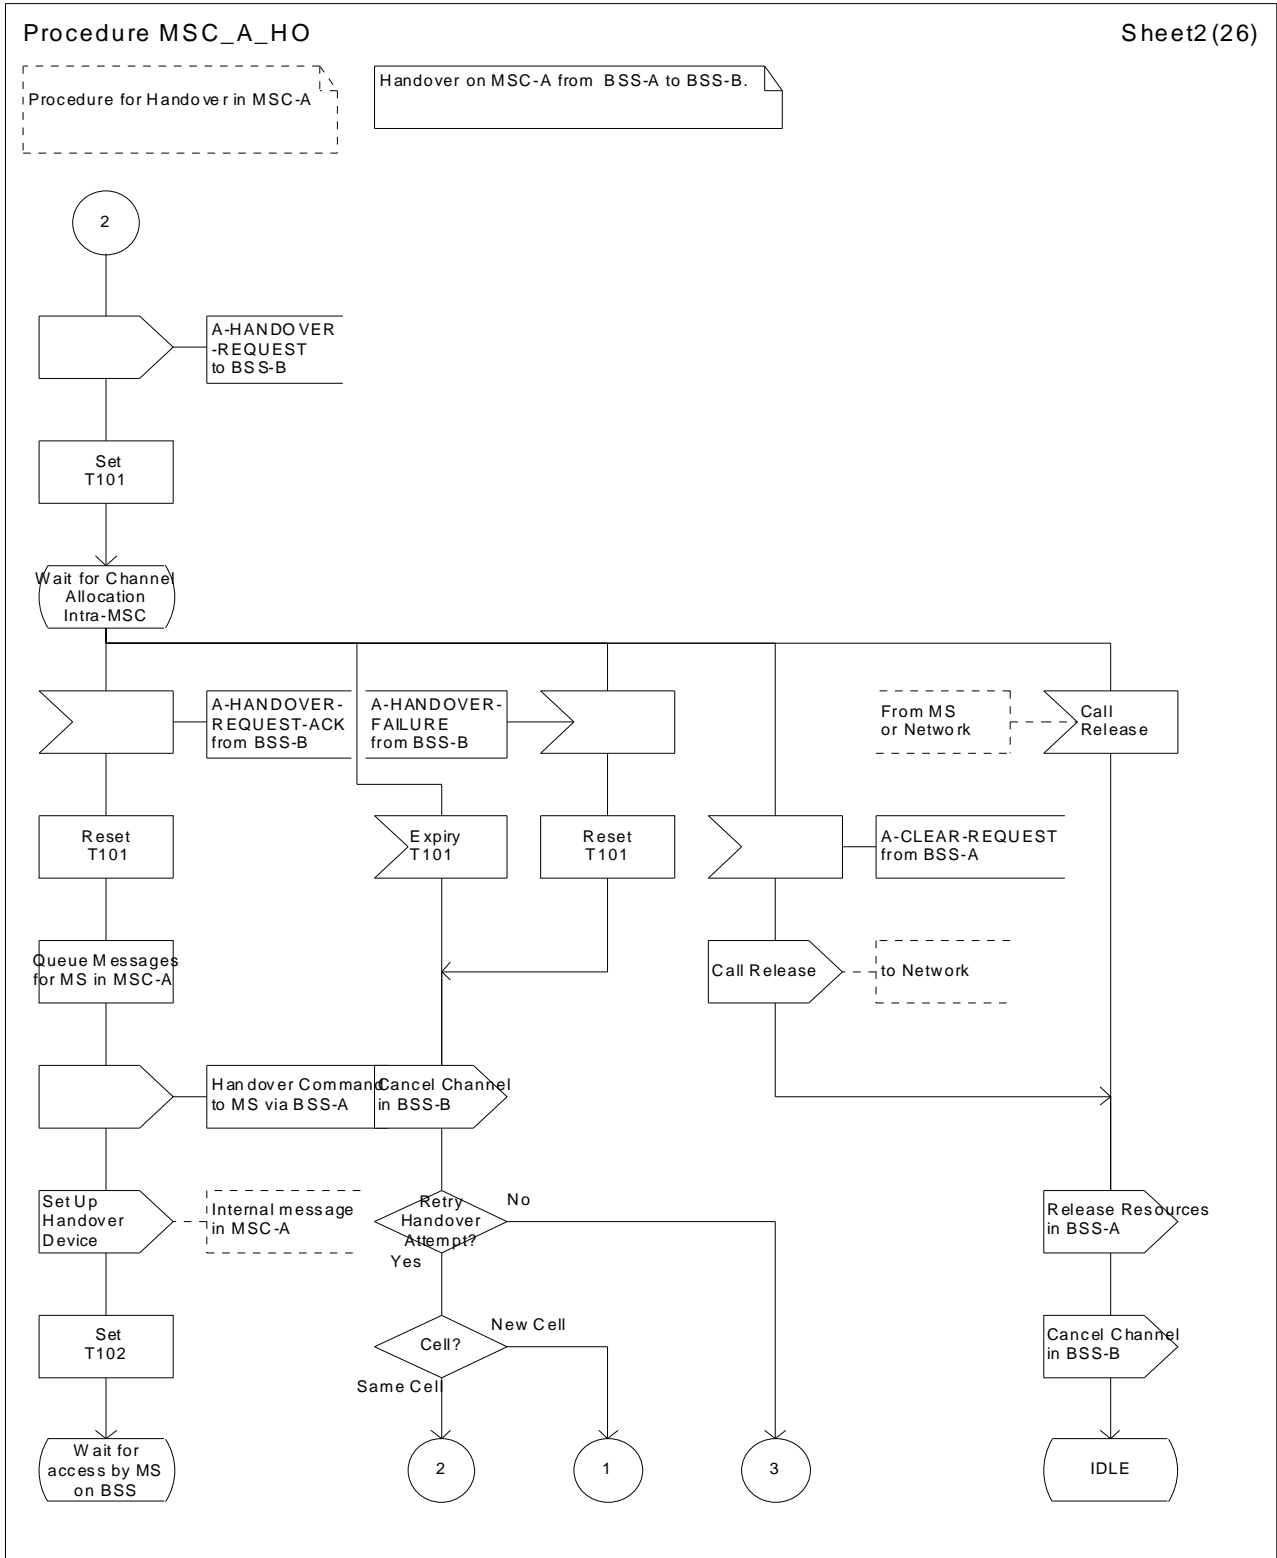 Procedure MSC_A_HO
Sheet2(26)
Procedure for Handover in MSC-A
Handover on MSC-A from BSS-A to BSS-B.
2
A-HANDOVER
-REQUEST
to BSS-B
Set
T101
Wait for Channel
Allocation
Intra-MSC
A-HANDOVER-
REQUEST-ACK
from BSS-B
A-HANDOVER-
FAILURE
from BSS-B
From MS
or Network
Call
Release
Reset
T101
Expiry
T101
Reset
T101
A-CLEAR-REQUEST
from BSS-A
Queue Messages
for MS in MSC-A
Call Release
to Network
Handover Command
to MS via BSS-A
Cancel Channel
in BSS-B
Set Up
Handover
Device
Internal message
in MSC-A
Retry
Handover
Attempt?
No
Yes
Release Resources
in BSS-A
Set
T102
Cell?
New Cell
Same Cell
Cancel Channel
in BSS-B
Wait for
access by MS
on BSS
2
1
3
IDLE